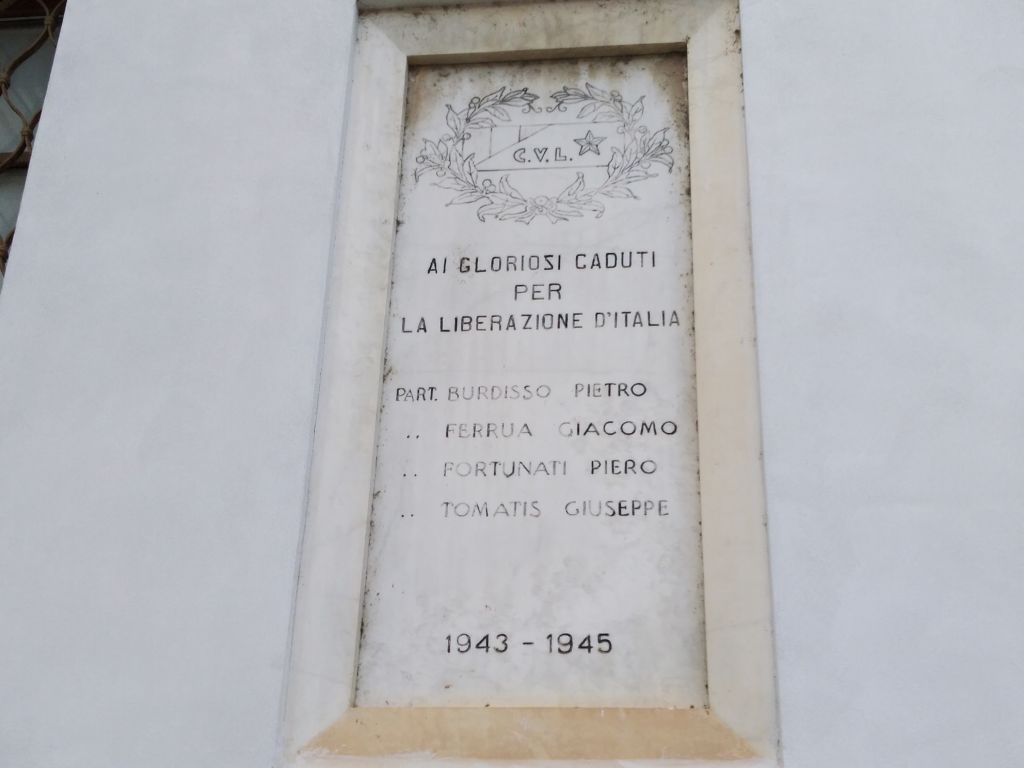 C.V.L.
AI GLORIOSI CADUTI
PER
LA LIBERAZIONE D'ITALIA
PART. BURDISSO PIETRO
.. FERRUA GIACOMO
.. FORTUNATI PIERO
.. TOMATIS GIUSEPPE
1943 - 1945